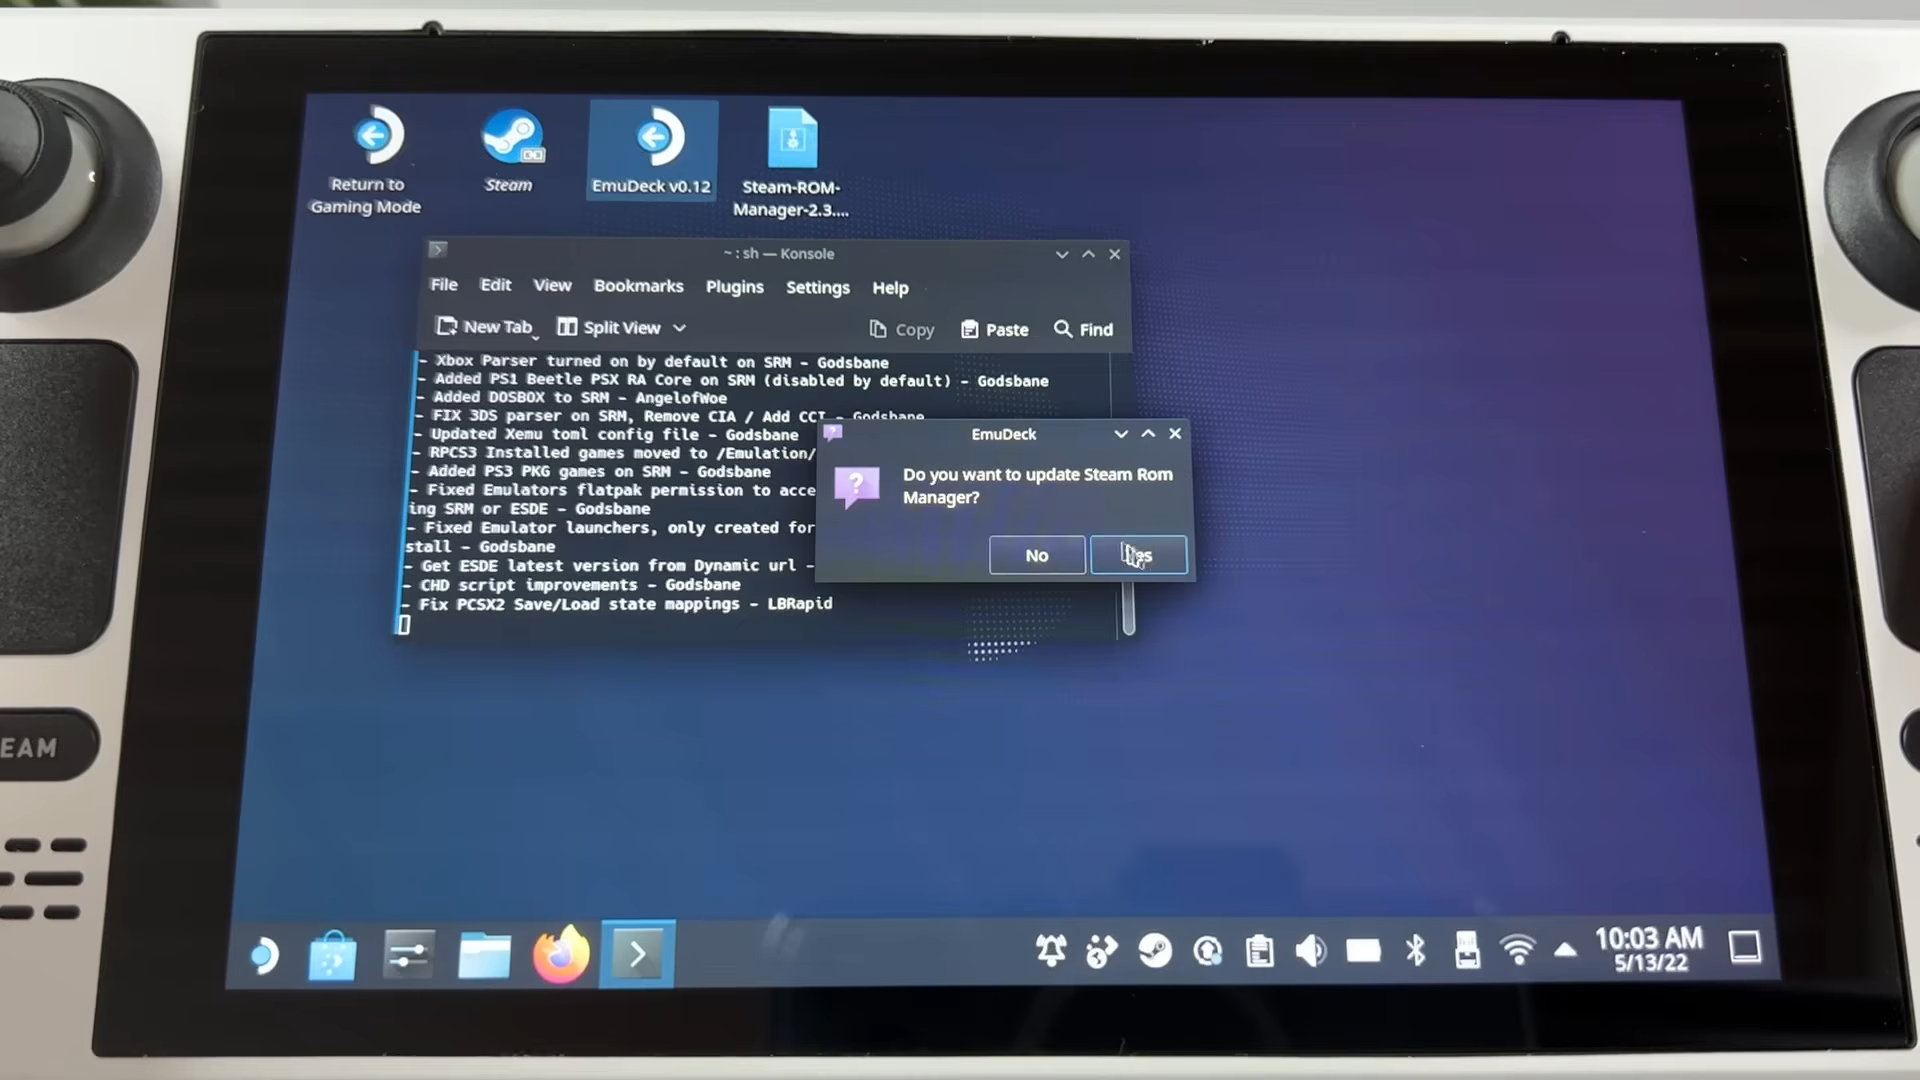 Return to
Gaming Mode
Steam
EmuDeck v0.12
Steam-ROM-
Manager-2.3....
~ : sh — Konsole
File Edit View Bookmarks Plugins Settings Help
New Tab Split View Copy Paste Find
- Xbox Parser turned on by default on SRM - Godsbane
- Added PS1 Beetle PSX RA Core on SRM (disabled by default) - Godsbane
- Added DOSBOX to SRM - AngelofWoe
- FIX 3DS parser on SRM, Remove CIA / Add CCI - Godsbane
- Updated Xemu toml config file - Godsbane
- RPCS3 Installed games moved to /Emulation/
- Added PS3 PKG games on SRM - Godsbane
- Fixed Emulators flatpak permission to acce
ing SRM or ESDE - Godsbane
- Fixed Emulator launchers, only created for
stall - Godsbane
- Get ESDE latest version from Dynamic url -
- CHD script improvements - Godsbane
- Fix PCSX2 Save/Load state mappings - LBRapid
EmuDeck
Do you want to update Steam Rom
Manager?
No
EAM
10:03 AM
5/13/22